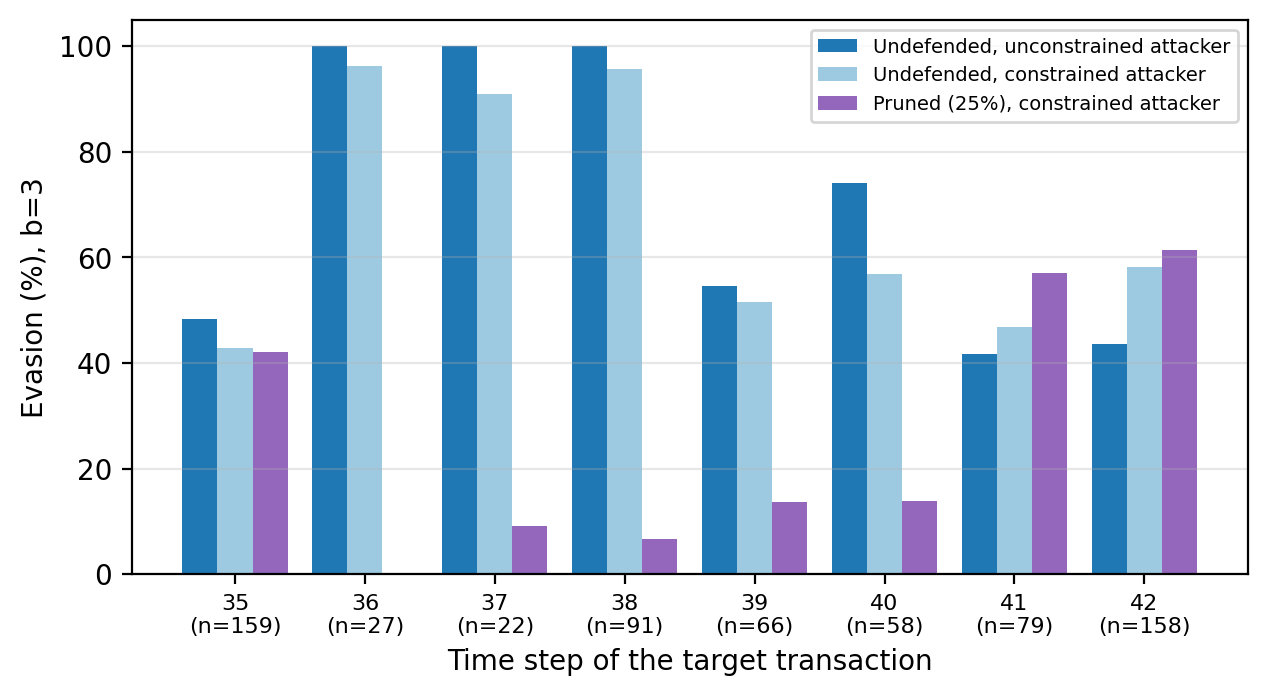 Evasion (%), b=3
100
80
60
40
20
0
Undefended, unconstrained attacker
Undefended, constrained attacker
Pruned (25%), constrained attacker
35 36 37 38 39 40 41 42
(n=159) (n=27) (n=22) (n=91) (n=66) (n=58) (n=79) (n=158)
Time step of the target transaction